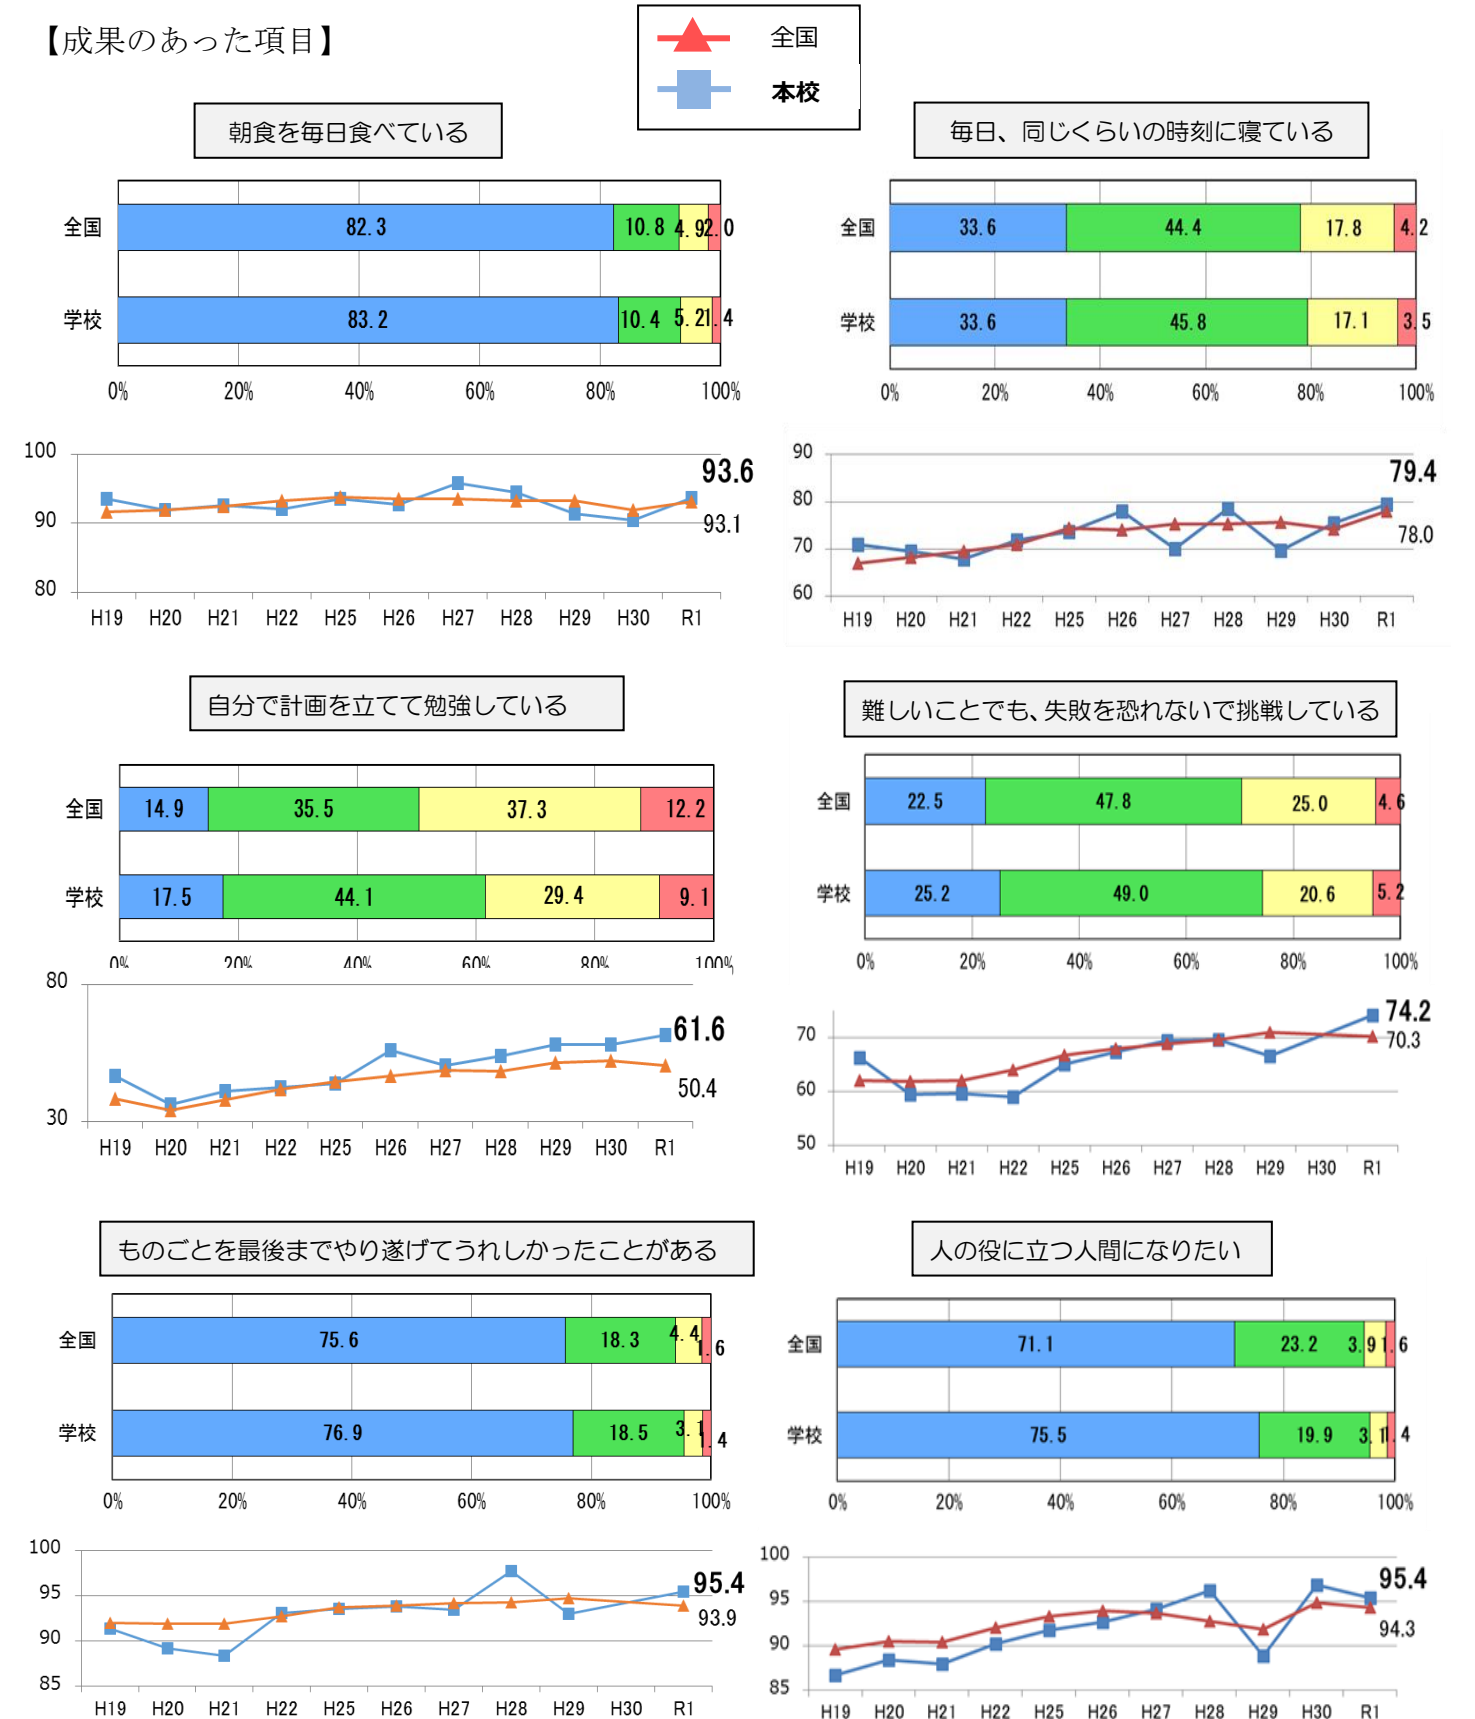 【成果のあった項目】
全国
本校
朝食を毎日食べている
全国 82.3 10.8 4.9 2.0
学校 83.2 10.4 5.2 1.4
0% 20% 40% 60% 80% 100%
100
90
80
93.6
93.1
H19 H20 H21 H22 H25 H26 H27 H28 H29 H30 R1
毎日、同じくらいの時刻に寝ている
全国 33.6 44.4 17.8 4.2
学校 33.6 45.8 17.1 3.5
0% 20% 40% 60% 80% 100%
90
80
70
60
79.4
78.0
H19 H20 H21 H22 H25 H26 H27 H28 H29 H30 R1
自分で計画を立てて勉強している
全国 14.9 35.5 37.3 12.2
学校 17.5 44.1 29.4 9.1
0% 20% 40% 60% 80% 100%
80
30
61.6
50.4
H19 H20 H21 H22 H25 H26 H27 H28 H29 H30 R1
難しいことでも、失敗を恐れないで挑戦している
全国 22.5 47.8 25.0 4.6
学校 25.2 49.0 20.6 5.2
0% 20% 40% 60% 80% 100%
70
60
50
74.2
70.3
H19 H20 H21 H22 H25 H26 H27 H28 H29 H30 R1
ものごとを最後までやり遂げてうれしかったことがある
全国 75.6 18.3 4.4 1.6
学校 76.9 18.5 3.1 1.4
0% 20% 40% 60% 80% 100%
100
95
90
85
95.4
93.9
H19 H20 H21 H22 H25 H26 H27 H28 H29 H30 R1
人の役に立つ人間になりたい
全国 71.1 23.2 3.9 1.6
学校 75.5 19.9 3.1 1.4
0% 20% 40% 60% 80% 100%
100
95
90
85
95.4
94.3
H19 H20 H21 H22 H25 H26 H27 H28 H29 H30 R1